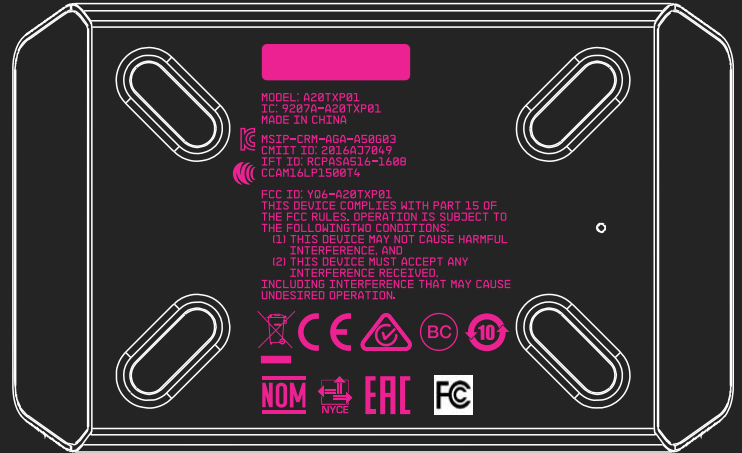 MODEL: A20TXP01
IC: 9207A-A20TXP01
MADE IN CHINA
MSIP-CRM-AGA-A50G03
CMIIT ID: 2016AJ7049
IFT ID: RCPASA516-1608
CCAM16LP1500T4
FCC ID: YQ6-A20TXP01
THIS DEVICE COMPLIES WITH PART 15 OF
THE FCC RULES. OPERATION IS SUBJECT TO
THE FOLLOWINGTWO CONDITIONS:
(1) THIS DEVICE MAY NOT CAUSE HARMFUL
INTERFERENCE, AND
(2) THIS DEVICE MUST ACCEPT ANY
INTERFERENCE RECEIVED,
INCLUDING INTERFERENCE THAT MAY CAUSE
UNDESIRED OPERATION.
CE BC 10
NOM NYCE EAC FC